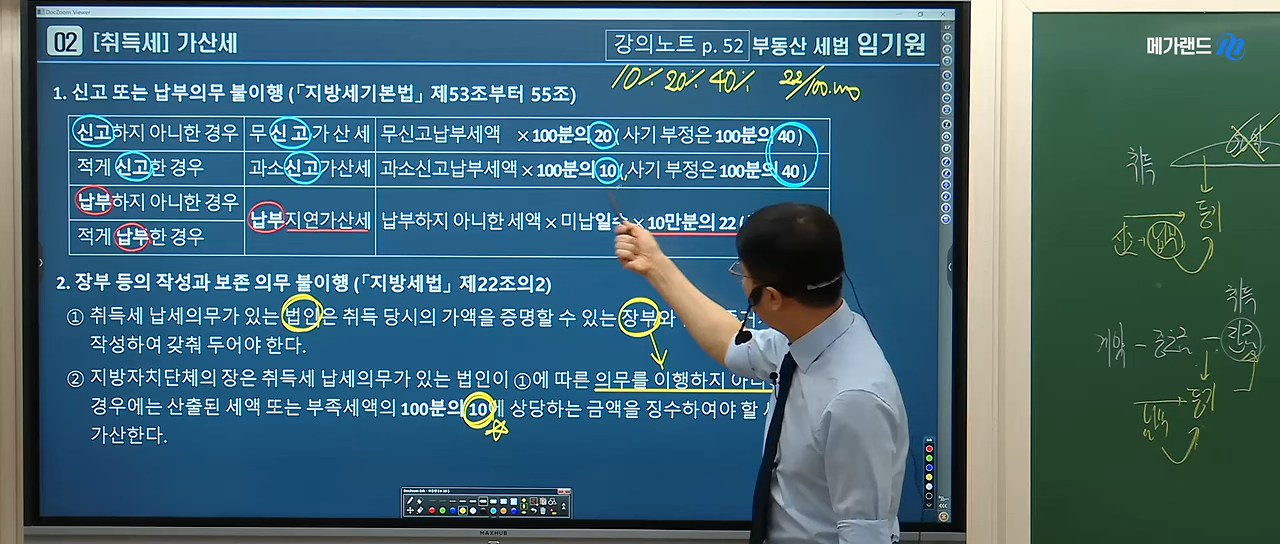 DocZoom_Viewer
02 [취득세] 가산세
강의노트 p. 52 부동산 세법 임기원
메가랜드
10% 20% 40% 22/100.000
1. 신고 또는 납부의무 불이행 (「지방세기본법」 제53조부터 55조)
신고하지 아니한 경우 무신고가산세 무신고납부세액 ×100분의 20 ( 사기 부정은 100분의 40 )
적게 신고한 경우 과소신고가산세 과소신고납부세액 × 100분의 10 ( 사기 부정은 100분의 40 )
납부하지 아니한 경우
납부지연가산세 납부하지 아니한 세액 × 미납일수 × 10만분의 22 (
적게 납부한 경우
2. 장부 등의 작성과 보존 의무 불이행 (「지방세법」 제22조의2)
① 취득세 납세의무가 있는 법인은 취득 당시의 가액을 증명할 수 있는 장부와
작성하여 갖춰 두어야 한다.
② 지방자치단체의 장은 취득세 납세의무가 있는 법인이 ①에 따른 의무를 이행하지 아니
경우에는 산출된 세액 또는 부족세액의 100분의 10에 상당하는 금액을 징수하여야 할
가산한다.
MAXHUB
취득
등기
신고 납부
취득
계약 - 중도금 - 잔금
등기
납부